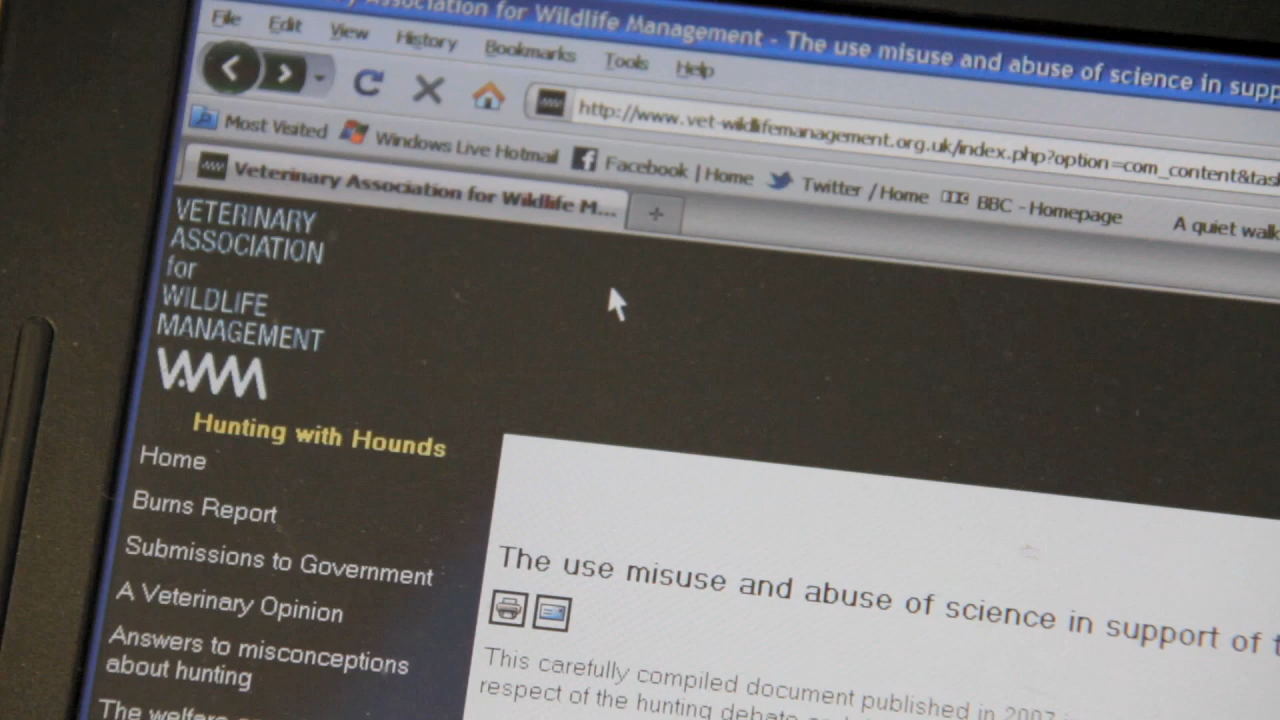 Association for Wildlife Management - The use misuse and abuse of science in supp
File Edit View History Bookmarks Tools Help
http://www.vet-wildlifemanagement.org.uk/index.php?option=com_content&tas
Most Visited Windows Live Hotmail Facebook | Home Twitter / Home BBC - Homepage A quiet walk
Veterinary Association for Wildlife M...
VETERINARY
ASSOCIATION
for
WILDLIFE
MANAGEMENT
Hunting with Hounds
Home
Burns Report
Submissions to Government
A Veterinary Opinion
Answers to misconceptions
about hunting
The welfare
The use misuse and abuse of science in support of t
This carefully compiled document published in 2007
respect of the hunting debate